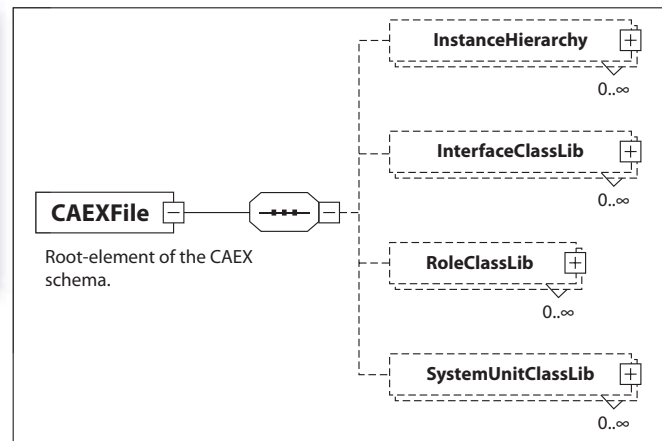 InstanceHierarchy
0..∞
InterfaceClassLib
0..∞
CAEXFile
Root-element of the CAEX
schema.
RoleClassLib
0..∞
SystemUnitClassLib
0..∞